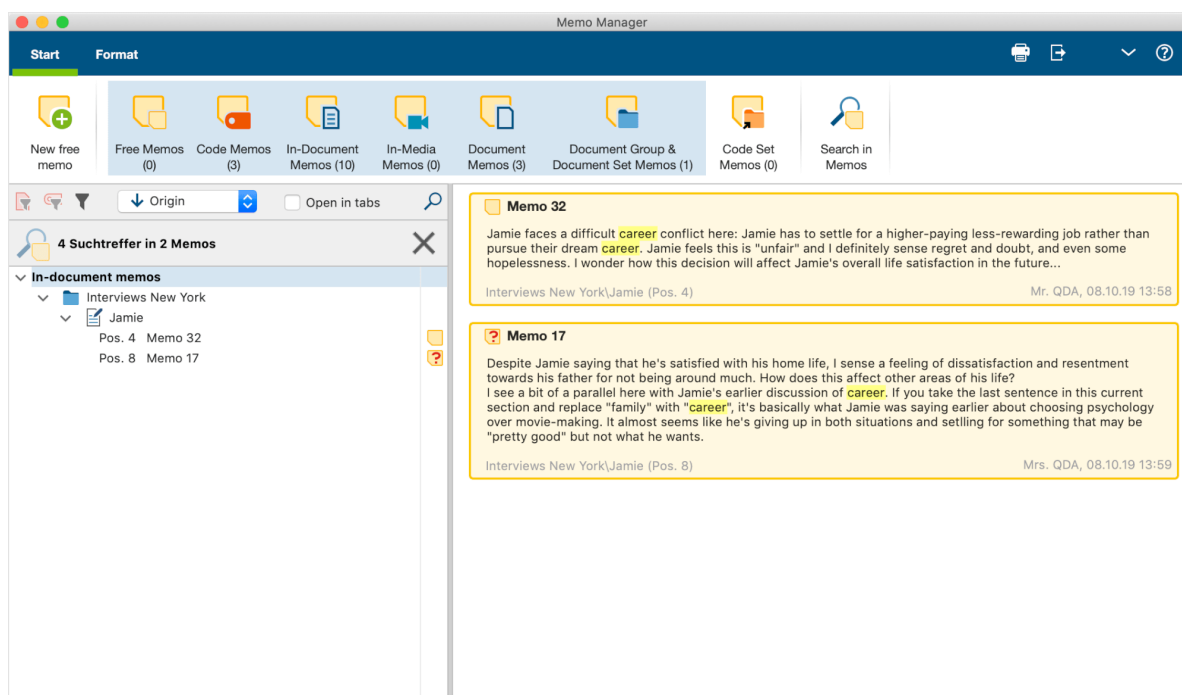 Memo Manager
Start Format
New free memo
Free Memos (0)
Code Memos (3)
In-Document Memos (10)
In-Media Memos (0)
Document Memos (3)
Document Group & Document Set Memos (1)
Code Set Memos (0)
Search in Memos
Origin
Open in tabs
4 Suchtreffer in 2 Memos
In-document memos
Interviews New York
Jamie
Pos. 4 Memo 32
Pos. 8 Memo 17
Memo 32
Jamie faces a difficult career conflict here: Jamie has to settle for a higher-paying less-rewarding job rather than
pursue their dream career. Jamie feels this is "unfair" and I definitely sense regret and doubt, and even some
hopelessness. I wonder how this decision will affect Jamie's overall life satisfaction in the future...
Interviews New York\Jamie (Pos. 4) Mr. QDA, 08.10.19 13:58
Memo 17
Despite Jamie saying that he's satisfied with his home life, I sense a feeling of dissatisfaction and resentment
towards his father for not being around much. How does this affect other areas of his life?
I see a bit of a parallel here with Jamie's earlier discussion of career. If you take the last sentence in this current
section and replace "family" with "career", it's basically what Jamie was saying earlier about choosing psychology
over movie-making. It almost seems like he's giving up in both situations and setlling for something that may be
"pretty good" but not what he wants.
Interviews New York\Jamie (Pos. 8) Mrs. QDA, 08.10.19 13:59